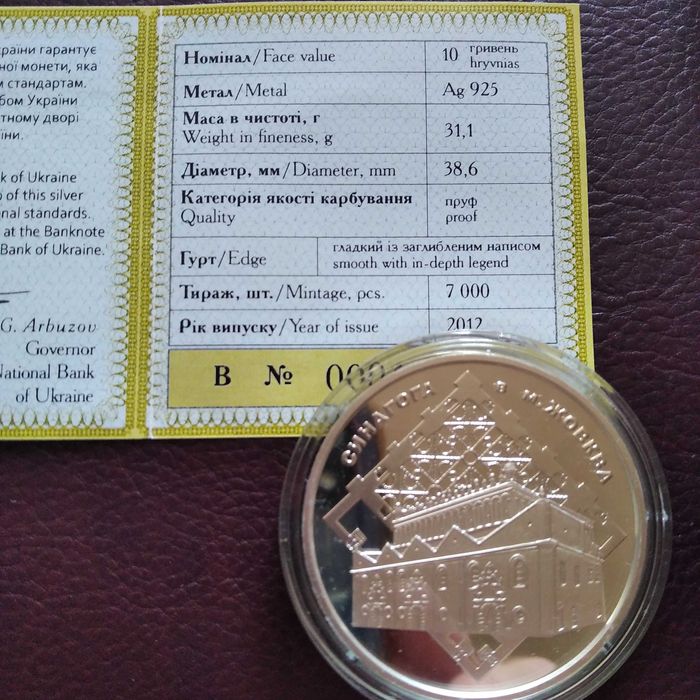 раїни гарантує
ної монети, яка
м стандартам.
бом України
тному дворі
їни.
k of Ukraine
o of this silver
nal standards.
at the Banknote
Bank of Ukraine.
G. Arbuzov
Governor
National Bank
of Ukraine
Номінал/Face value 10 гривень hryvnias
Метал/Metal Ag 925
Маса в чистоті, г
Weight in fineness, g 31,1
Діаметр, мм/Diameter, mm 38,6
Категорія якості карбування пруф
Quality proof
Гурт/Edge гладкий із заглибленим написом
smooth with in-depth legend
Тираж, шт./Mintage, pcs. 7 000
Рік випуску/Year of issue 2012
В №
СИНАГОГА в м.ЖОВКВА